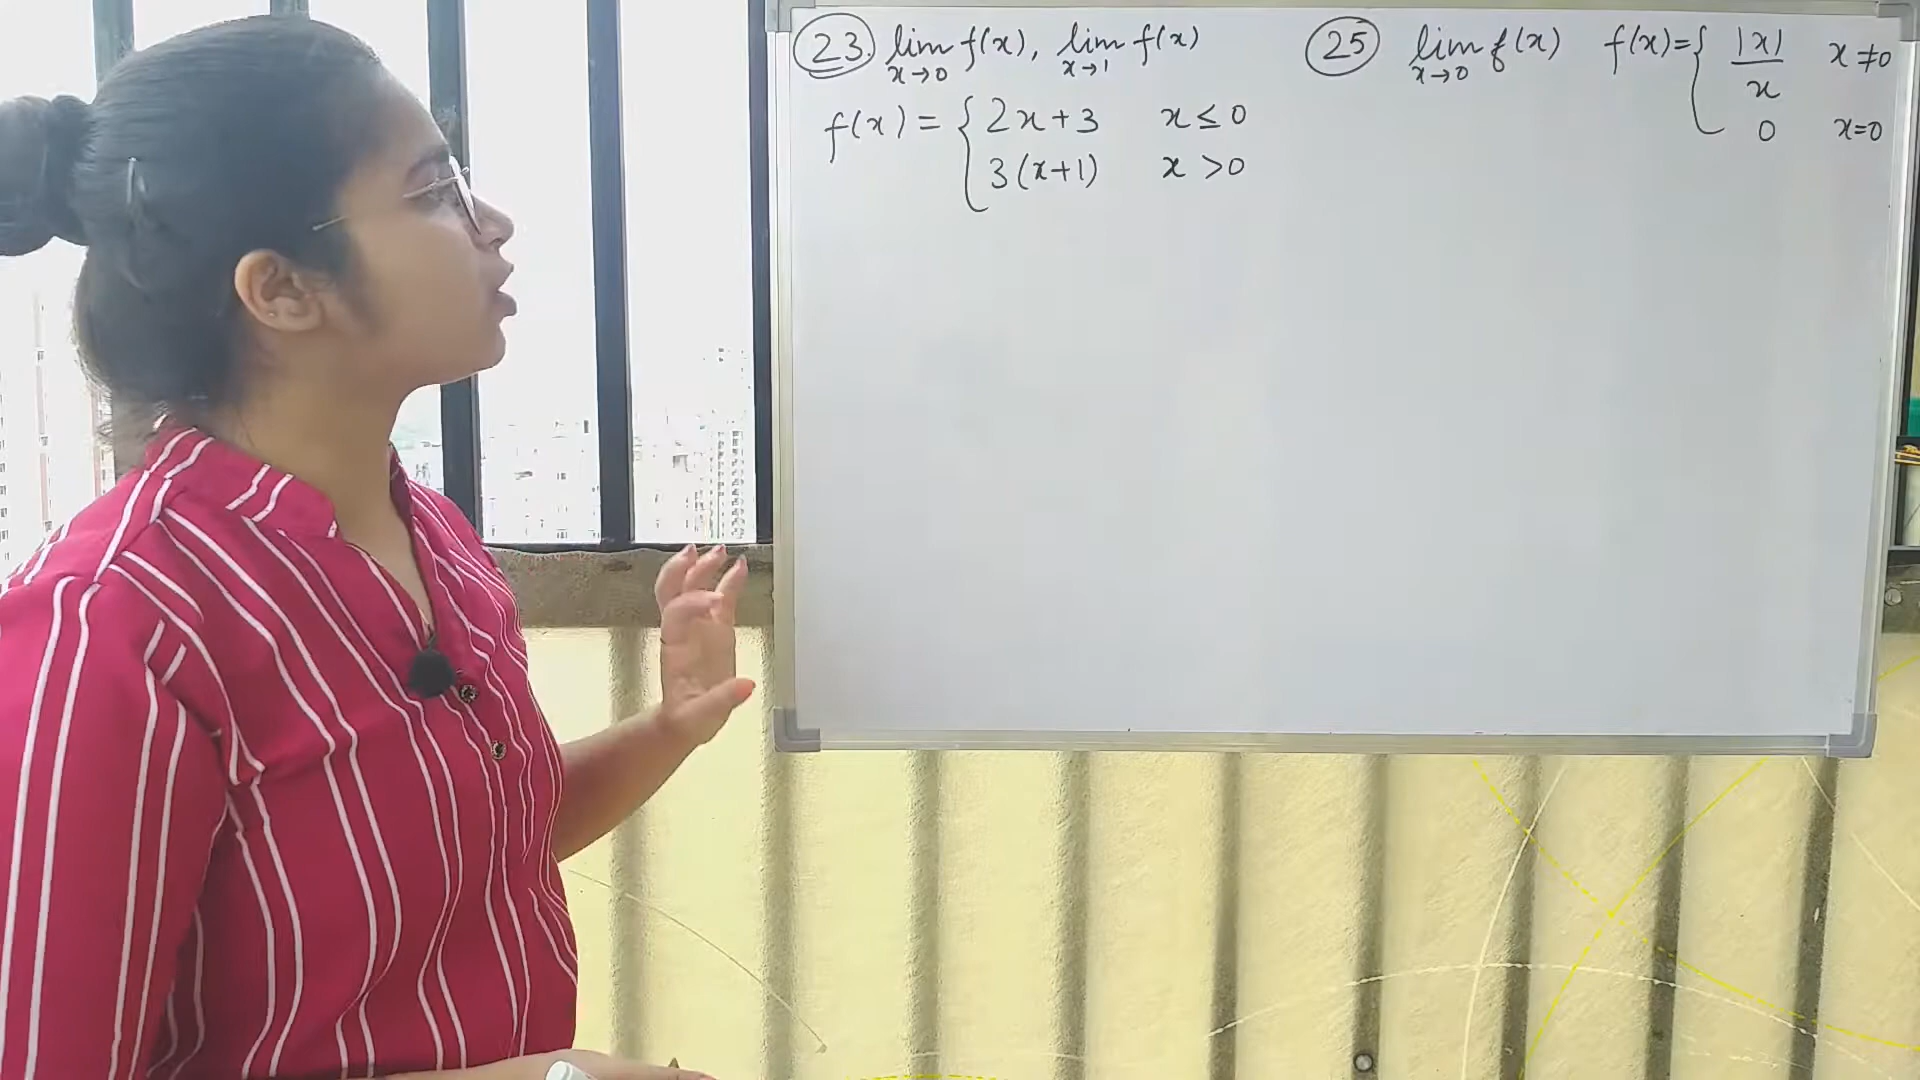 23. lim x→0 f(x), lim x→1 f(x)
f(x) = { 2x+3 x ≤ 0
3(x+1) x > 0
25 lim x→0 f(x) f(x) = { |x|/x x ≠ 0
0 x=0